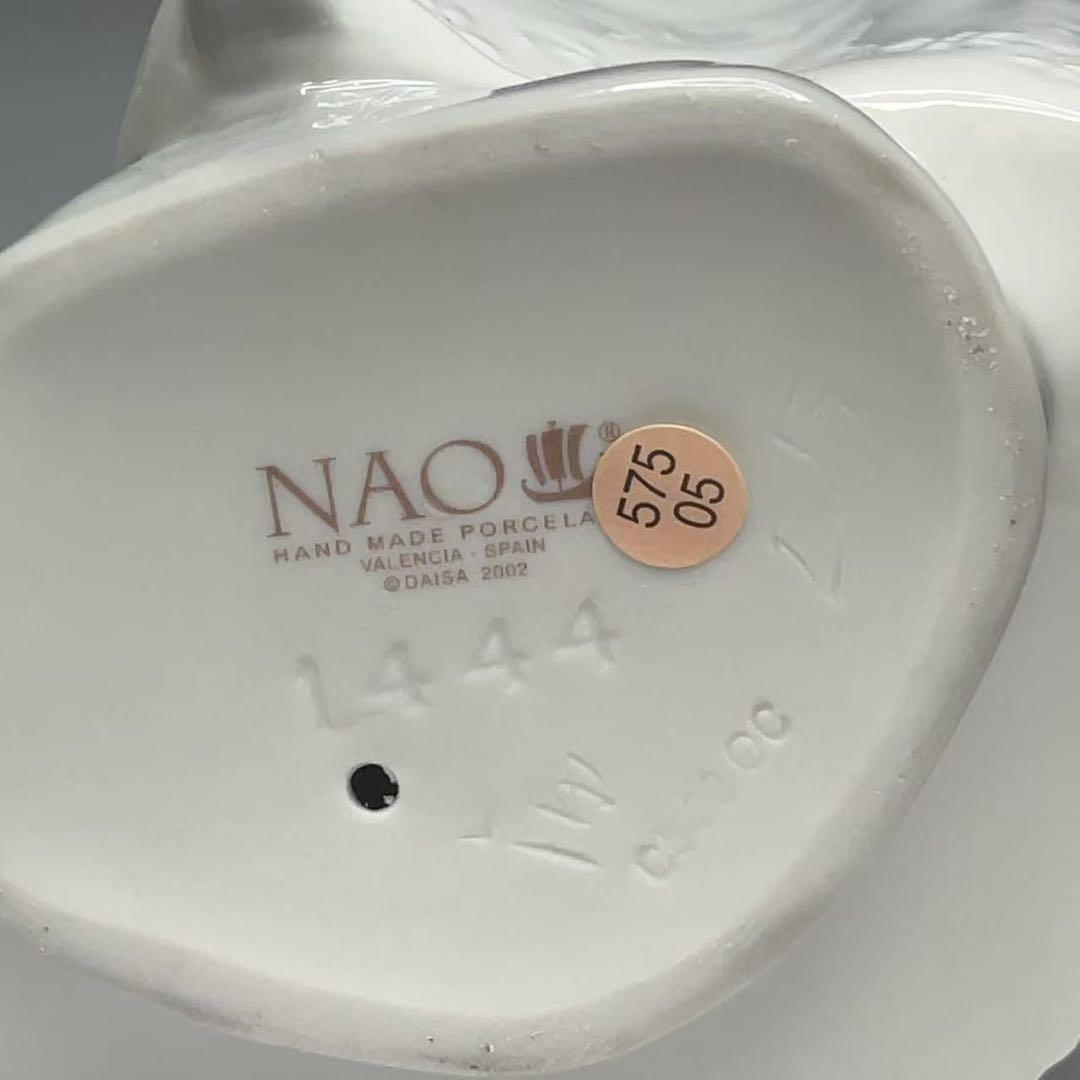 NAO ®
HAND MADE PORCELA
VALENCIA - SPAIN
©DAISA 2002
575
05
1444